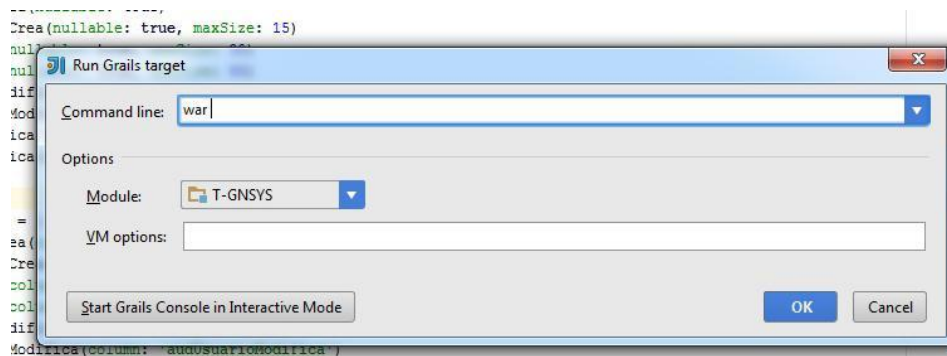 Crea(nullable: true, maxSize: 15)
Run Grails target
Command line: war
Options
Module: T-GNSYS
VM options:
Start Grails Console in Interactive Mode
OK
Cancel
Modifica(column: 'audUsuarioModifica')